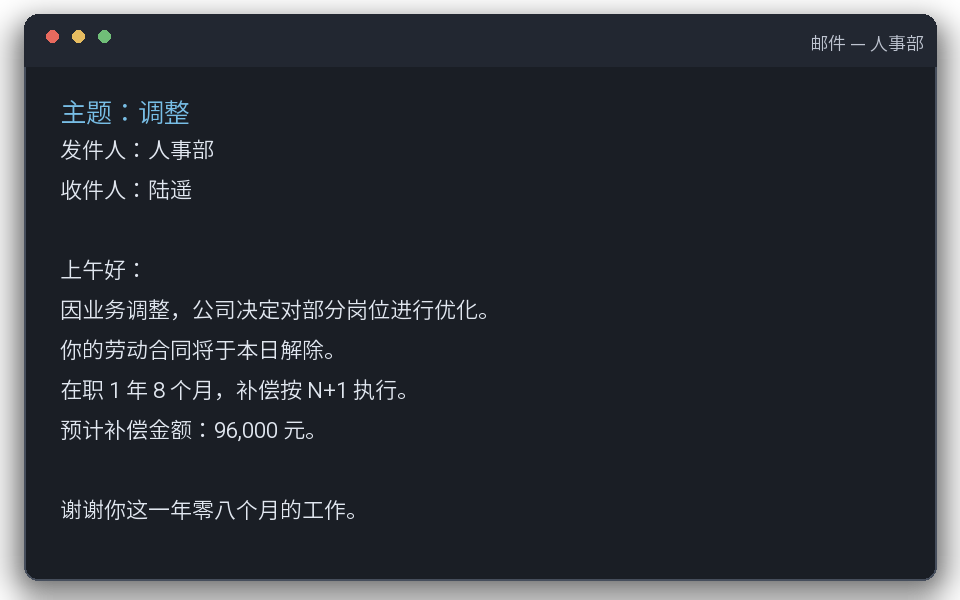 邮件 — 人事部
主题：调整
发件人：人事部
收件人：陆遥
上午好：
因业务调整，公司决定对部分岗位进行优化。
你的劳动合同将于本日解除。
在职 1 年 8 个月，补偿按 N+1 执行。
预计补偿金额：96,000 元。
谢谢你这一年零八个月的工作。